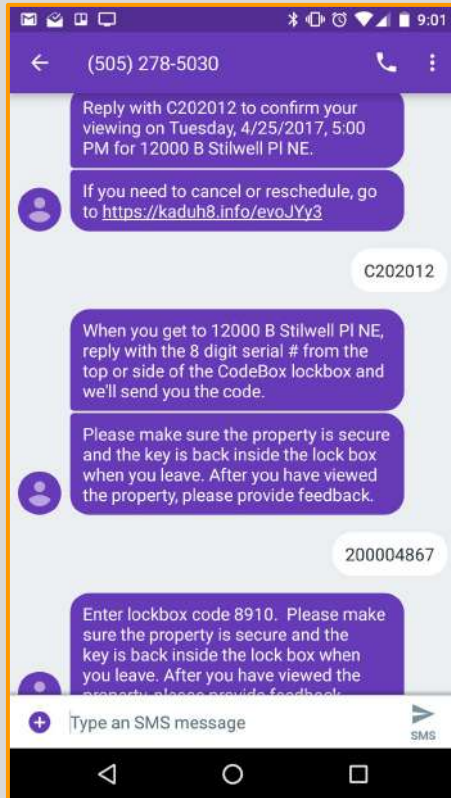 9:01
(505) 278-5030
Reply with C202012 to confirm your
viewing on Tuesday, 4/25/2017, 5:00
PM for 12000 B Stilwell Pl NE.
If you need to cancel or reschedule, go
to https://kaduh8.info/evoJYy3
C202012
When you get to 12000 B Stilwell Pl NE,
reply with the 8 digit serial # from the
top or side of the CodeBox lockbox and
we'll send you the code.
Please make sure the property is secure
and the key is back inside the lock box
when you leave. After you have viewed
the property, please provide feedback.
200004867
Enter lockbox code 8910.  Please make
sure the property is secure and the
key is back inside the lock box when
you leave. After you have viewed the
property, please provide feedback
Type an SMS message
SMS